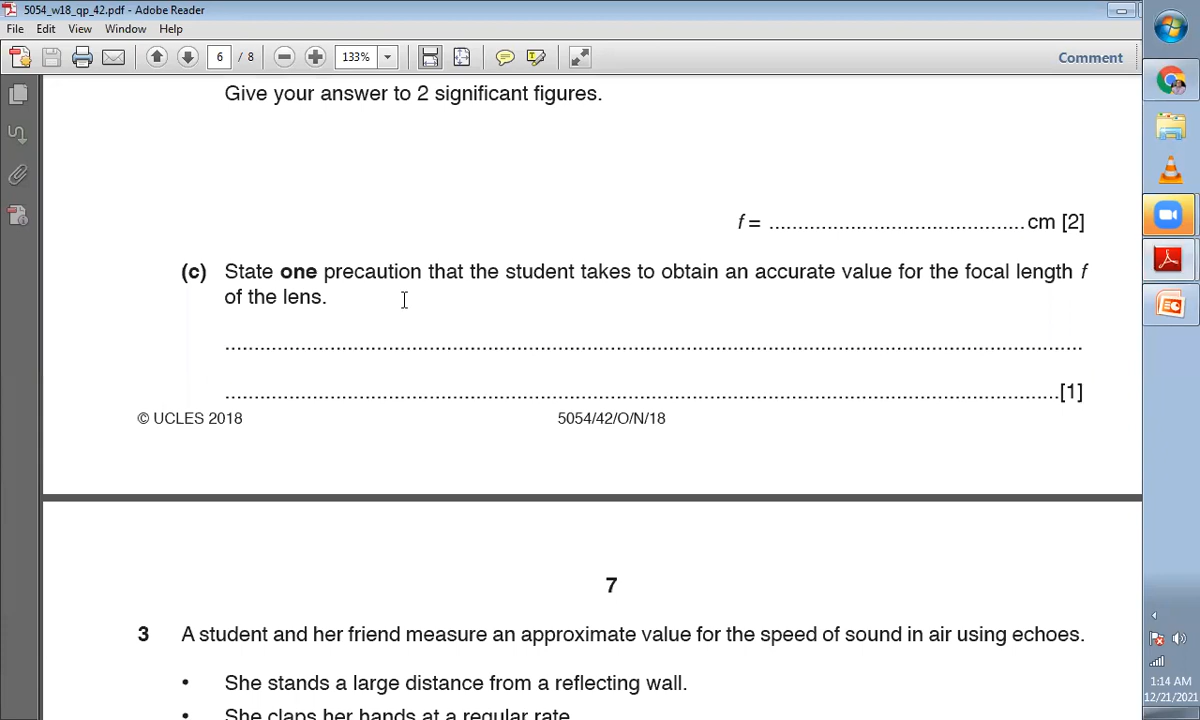 5054_w18_qp_42.pdf - Adobe Reader
File Edit View Window Help
6 / 8 133% Comment
Give your answer to 2 significant figures.
f = ............................................ cm [2]
(c) State one precaution that the student takes to obtain an accurate value for the focal length f
of the lens.
...................................................................................................................................................
...............................................................................................................................................[1]
© UCLES 2018 5054/42/O/N/18
7
3 A student and her friend measure an approximate value for the speed of sound in air using echoes.
• She stands a large distance from a reflecting wall.
• She claps her hands at a regular rate.
1:14 AM
12/21/2021